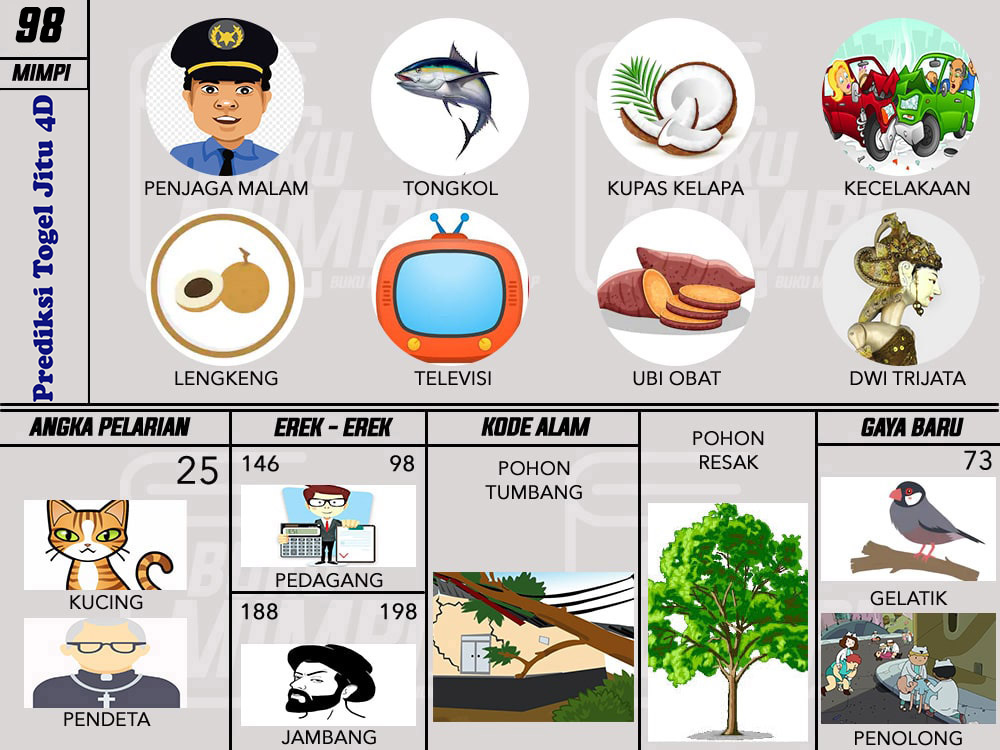 98
MIMPI
Prediksi Togel Jitu 4D
PENJAGA MALAM
TONGKOL
KUPAS KELAPA
KECELAKAAN
LENGKENG
TELEVISI
UBI OBAT
DWI TRIJATA
ANGKA PELARIAN
25
KUCING
PENDETA
EREK - EREK
146 98
PEDAGANG
188 198
JAMBANG
KODE ALAM
POHON
TUMBANG
POHON
RESAK
GAYA BARU
73
GELATIK
PENOLONG
BUKU
MIMPI